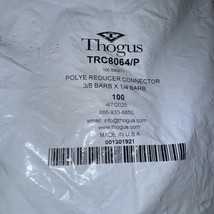 Thogus
TRC8064/P
POLYE REDUCER CONNECTOR
3/8 BARB X 1/4 BARB
100
4/7/2025
866-933-8850
email: info@thogus.com
www.thogus.com
MADE IN U.S.A
001301921